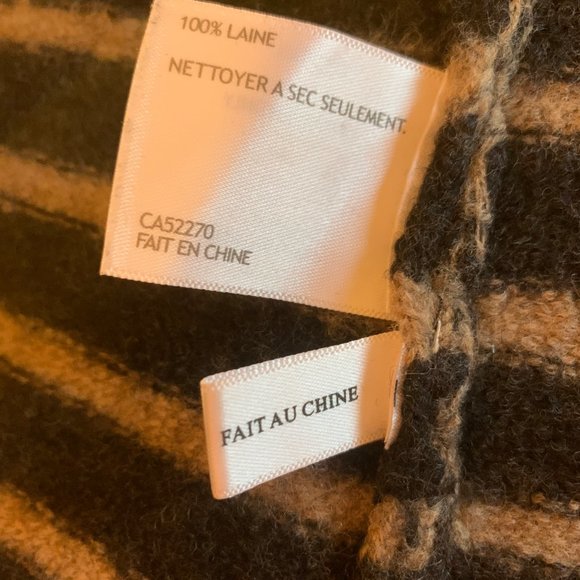 100% LAINE
NETTOYER A SEC SEULEMENT.
CA52270
FAIT EN CHINE
FAIT AU CHINE